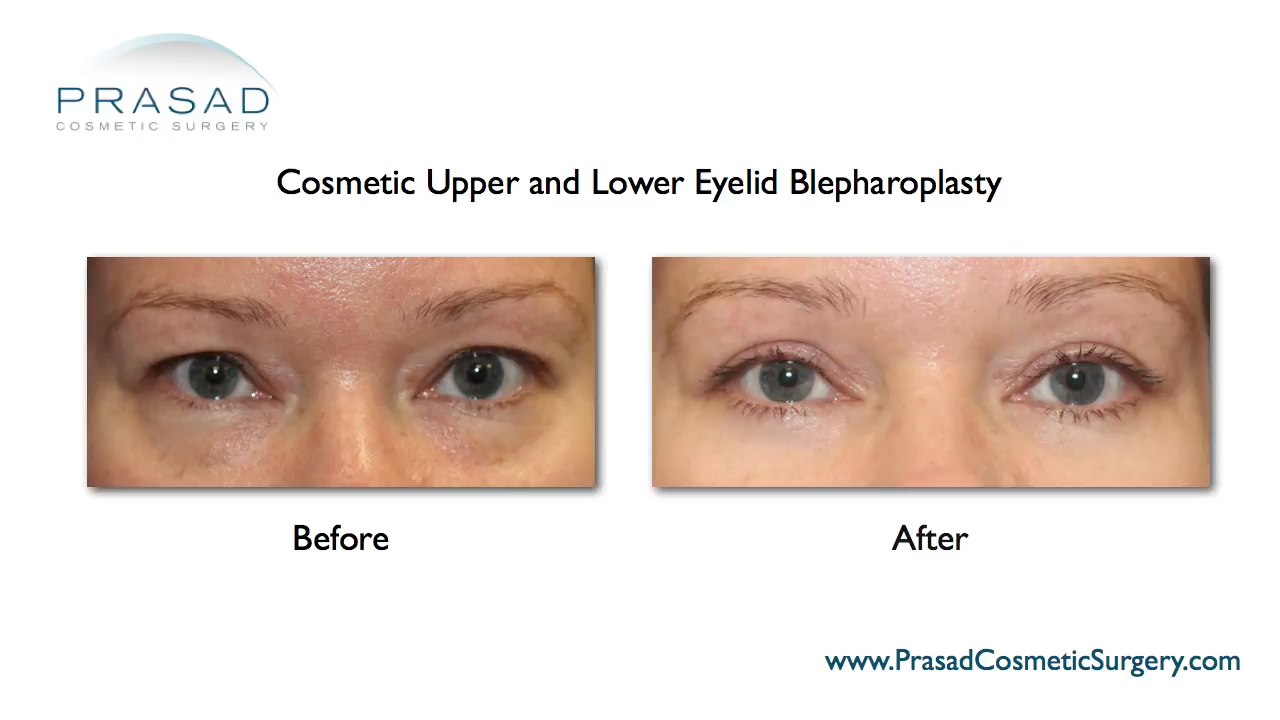 PRASAD
COSMETIC SURGERY
Cosmetic Upper and Lower Eyelid Blepharoplasty
Before
After
www.PrasadCosmeticSurgery.com